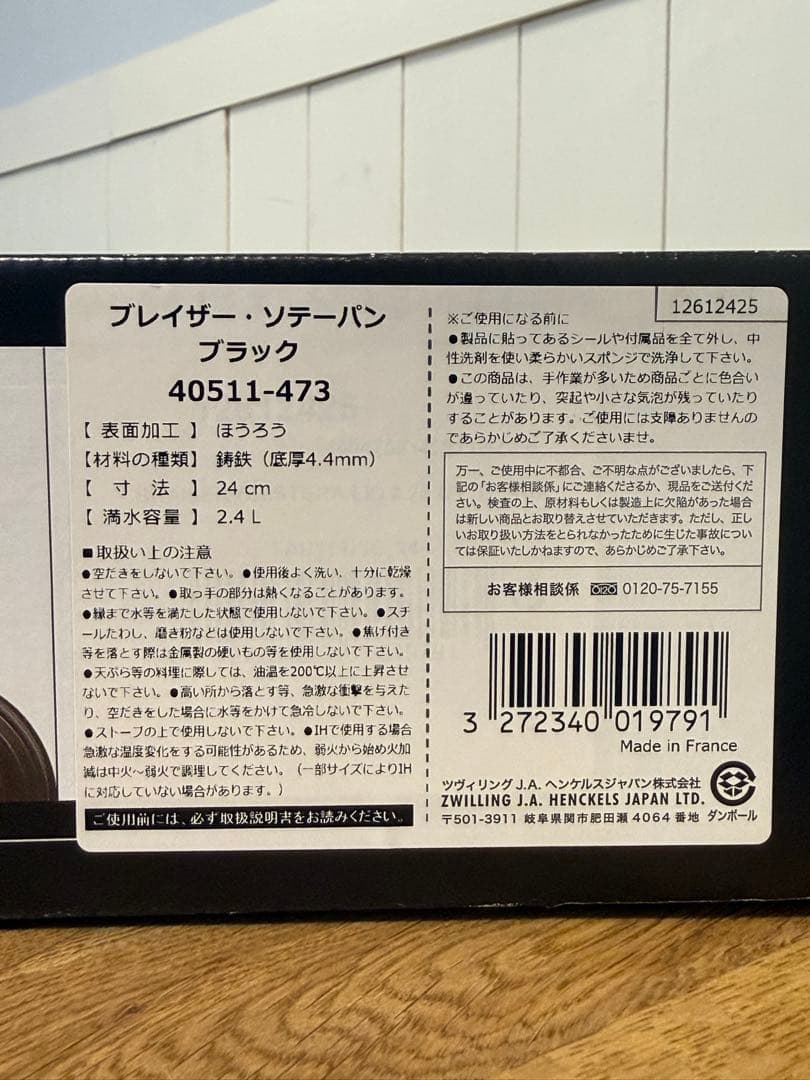 ブレイザー・ソテーパン
ブラック
40511-473
【 表面加工 】 ほうろう
【材料の種類】 鋳鉄（底厚4.4mm）
【 寸 法 】 24 cm
【 満水容量 】 2.4 L
■取扱い上の注意
●空だきをしないで下さい。●使用後よく洗い、十分に乾燥
させて下さい。●取っ手の部分は熱くなることがあります。
●縁まで水等を満たした状態で使用しないで下さい。●スチ
ールたわし、磨き粉などは使用しないで下さい。●焦げ付き
等を落とす際は金属製の硬いもの等を使用しないで下さい。
●天ぷら等の料理に際しては、油温を200℃以上に上昇させ
ないで下さい。●高い所から落とす等、急激な衝撃を与えた
り、空だきをした場合に水等をかけて急冷しないで下さい。
●ストーブの上で使用しないで下さい。●IHで使用する場合
急激な温度変化をする可能性があるため、弱火から始め火加
減は中火～弱火で調理してください。（一部サイズによりIH
に対応していない場合があります。）
ご使用前には、必ず取扱説明書をお読みください。
12612425
※ご使用になる前に
●製品に貼ってあるシールや付属品を全て外し、中
性洗剤を使い柔らかいスポンジで洗浄して下さい。
●この商品は、手作業が多いため商品ごとに色合い
が違っていたり、突起や小さな気泡が残っていたり
することがあります。ご使用には支障ありませんの
であらかじめご了承くださいませ。
万一、ご使用中に不都合、ご不明な点がございましたら、下
記の「お客様相談係」にご連絡くださるか、現品をご送付くださ
い。検査の上、原材料もしくは製造上に欠陥があった場合
は新しい商品とお取り替えさせていただきます。ただし、正し
いお取り扱い方法をとられなかったために生じた事故につい
ては保証いたしかねますので、あらかじめご了承下さい。
お客様相談係 0120-75-7155
3 272340 019791
Made in France
ツヴィリング J.A. ヘンケルスジャパン株式会社
ZWILLING J.A. HENCKELS JAPAN LTD.
〒501-3911 岐阜県関市肥田瀬 4064 番地 ダンボール